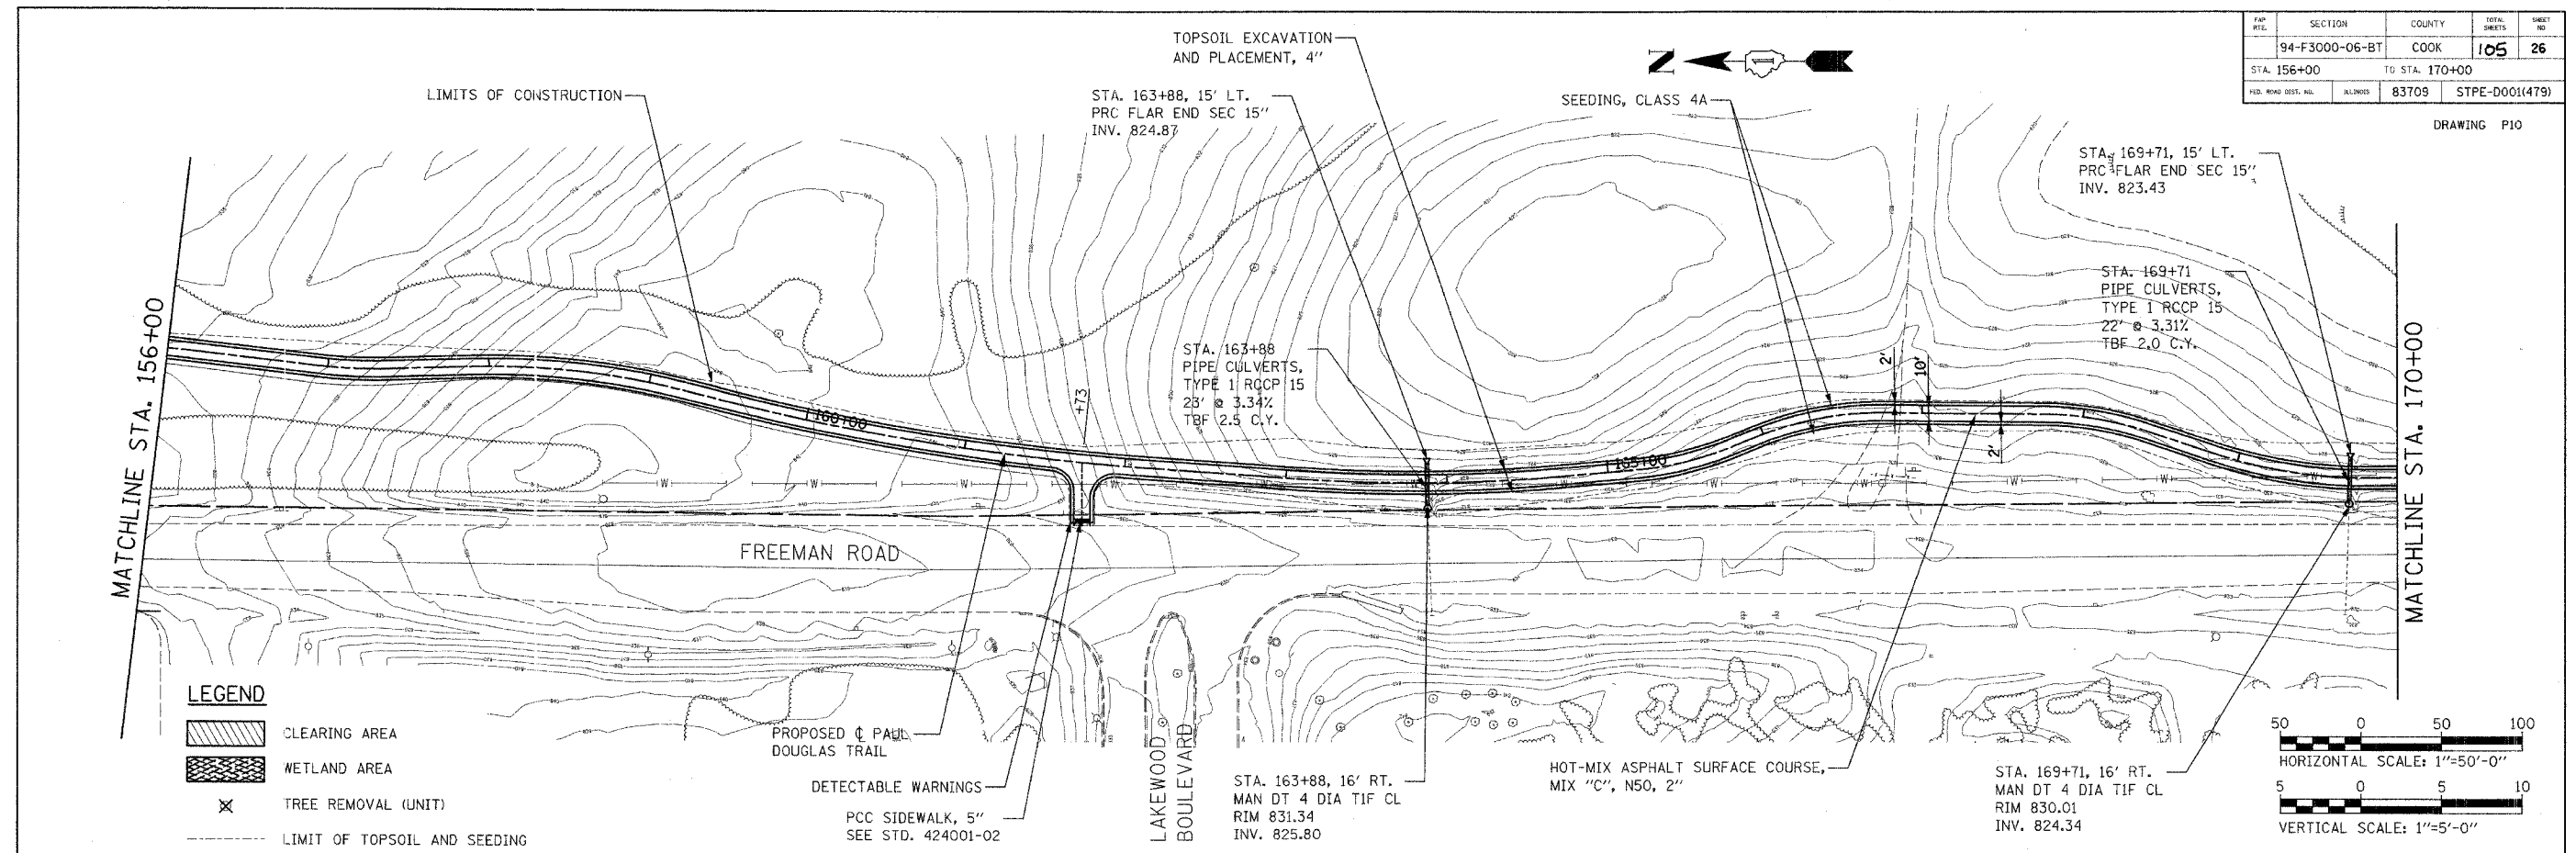 FAP RTE. SECTION COUNTY TOTAL SHEETS SHEET NO
94-F3000-06-BT COOK 105 26
STA. 156+00 TO STA. 170+00
FED. ROAD DIST. NO. ILLINOIS 83709 STPE-D001(479)
DRAWING P10
TOPSOIL EXCAVATION
AND PLACEMENT, 4"
N
LIMITS OF CONSTRUCTION
STA. 163+88, 15' LT.
PRC FLAR END SEC 15"
INV. 824.87
SEEDING, CLASS 4A
STA. 169+71, 15' LT.
PRC FLAR END SEC 15"
INV. 823.43
STA. 169+71
PIPE CULVERTS,
TYPE 1 RCCP 15
22' @ 3.31%
TBF 2.0 C.Y.
STA. 163+88
PIPE CULVERTS,
TYPE 1 RCCP 15
23' @ 3.34%
TBF 2.5 C.Y.
MATCHLINE STA. 156+00
MATCHLINE STA. 170+00
2'
10'
2'
+73
160+00
165+00
W W W W W W W W W W
FREEMAN ROAD
LAKEWOOD
BOULEVARD
LEGEND
CLEARING AREA
WETLAND AREA
TREE REMOVAL (UNIT)
LIMIT OF TOPSOIL AND SEEDING
PROPOSED ℄ PAUL
DOUGLAS TRAIL
DETECTABLE WARNINGS
PCC SIDEWALK, 5"
SEE STD. 424001-02
STA. 163+88, 16' RT.
MAN DT 4 DIA T1F CL
RIM 831.34
INV. 825.80
HOT-MIX ASPHALT SURFACE COURSE,
MIX "C", N50, 2"
STA. 169+71, 16' RT.
MAN DT 4 DIA T1F CL
RIM 830.01
INV. 824.34
50 0 50 100
HORIZONTAL SCALE: 1"=50'-0"
5 0 5 10
VERTICAL SCALE: 1"=5'-0"